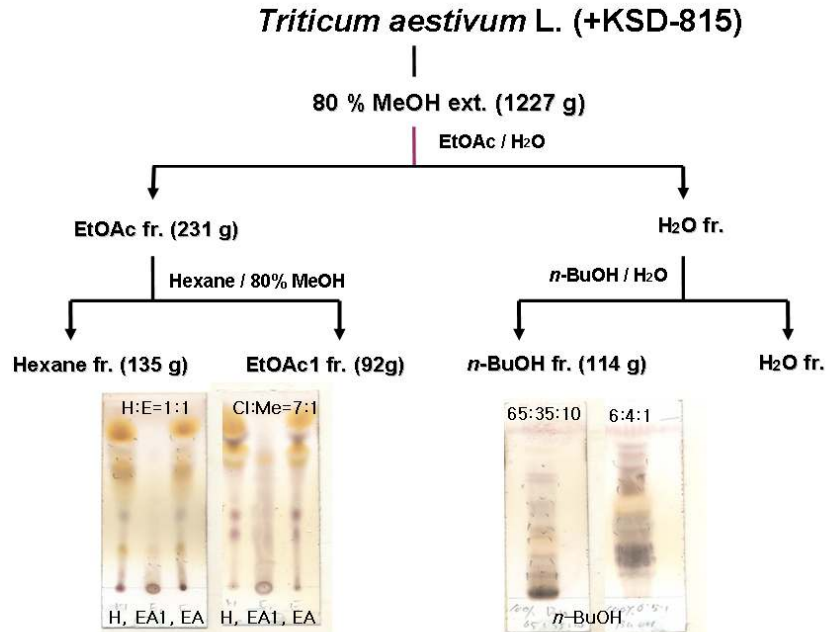 Triticum aestivum L. (+KSD-815)
80 % MeOH ext. (1227 g)
EtOAc / H2O
EtOAc fr. (231 g)
H2O fr.
Hexane / 80% MeOH
n-BuOH / H2O
Hexane fr. (135 g)
EtOAc1 fr. (92g)
n-BuOH fr. (114 g)
H2O fr.
H:E=1:1
Cl:Me=7:1
65:35:10
6:4:1
H, EA1, EA
H, EA1, EA
n-BuOH